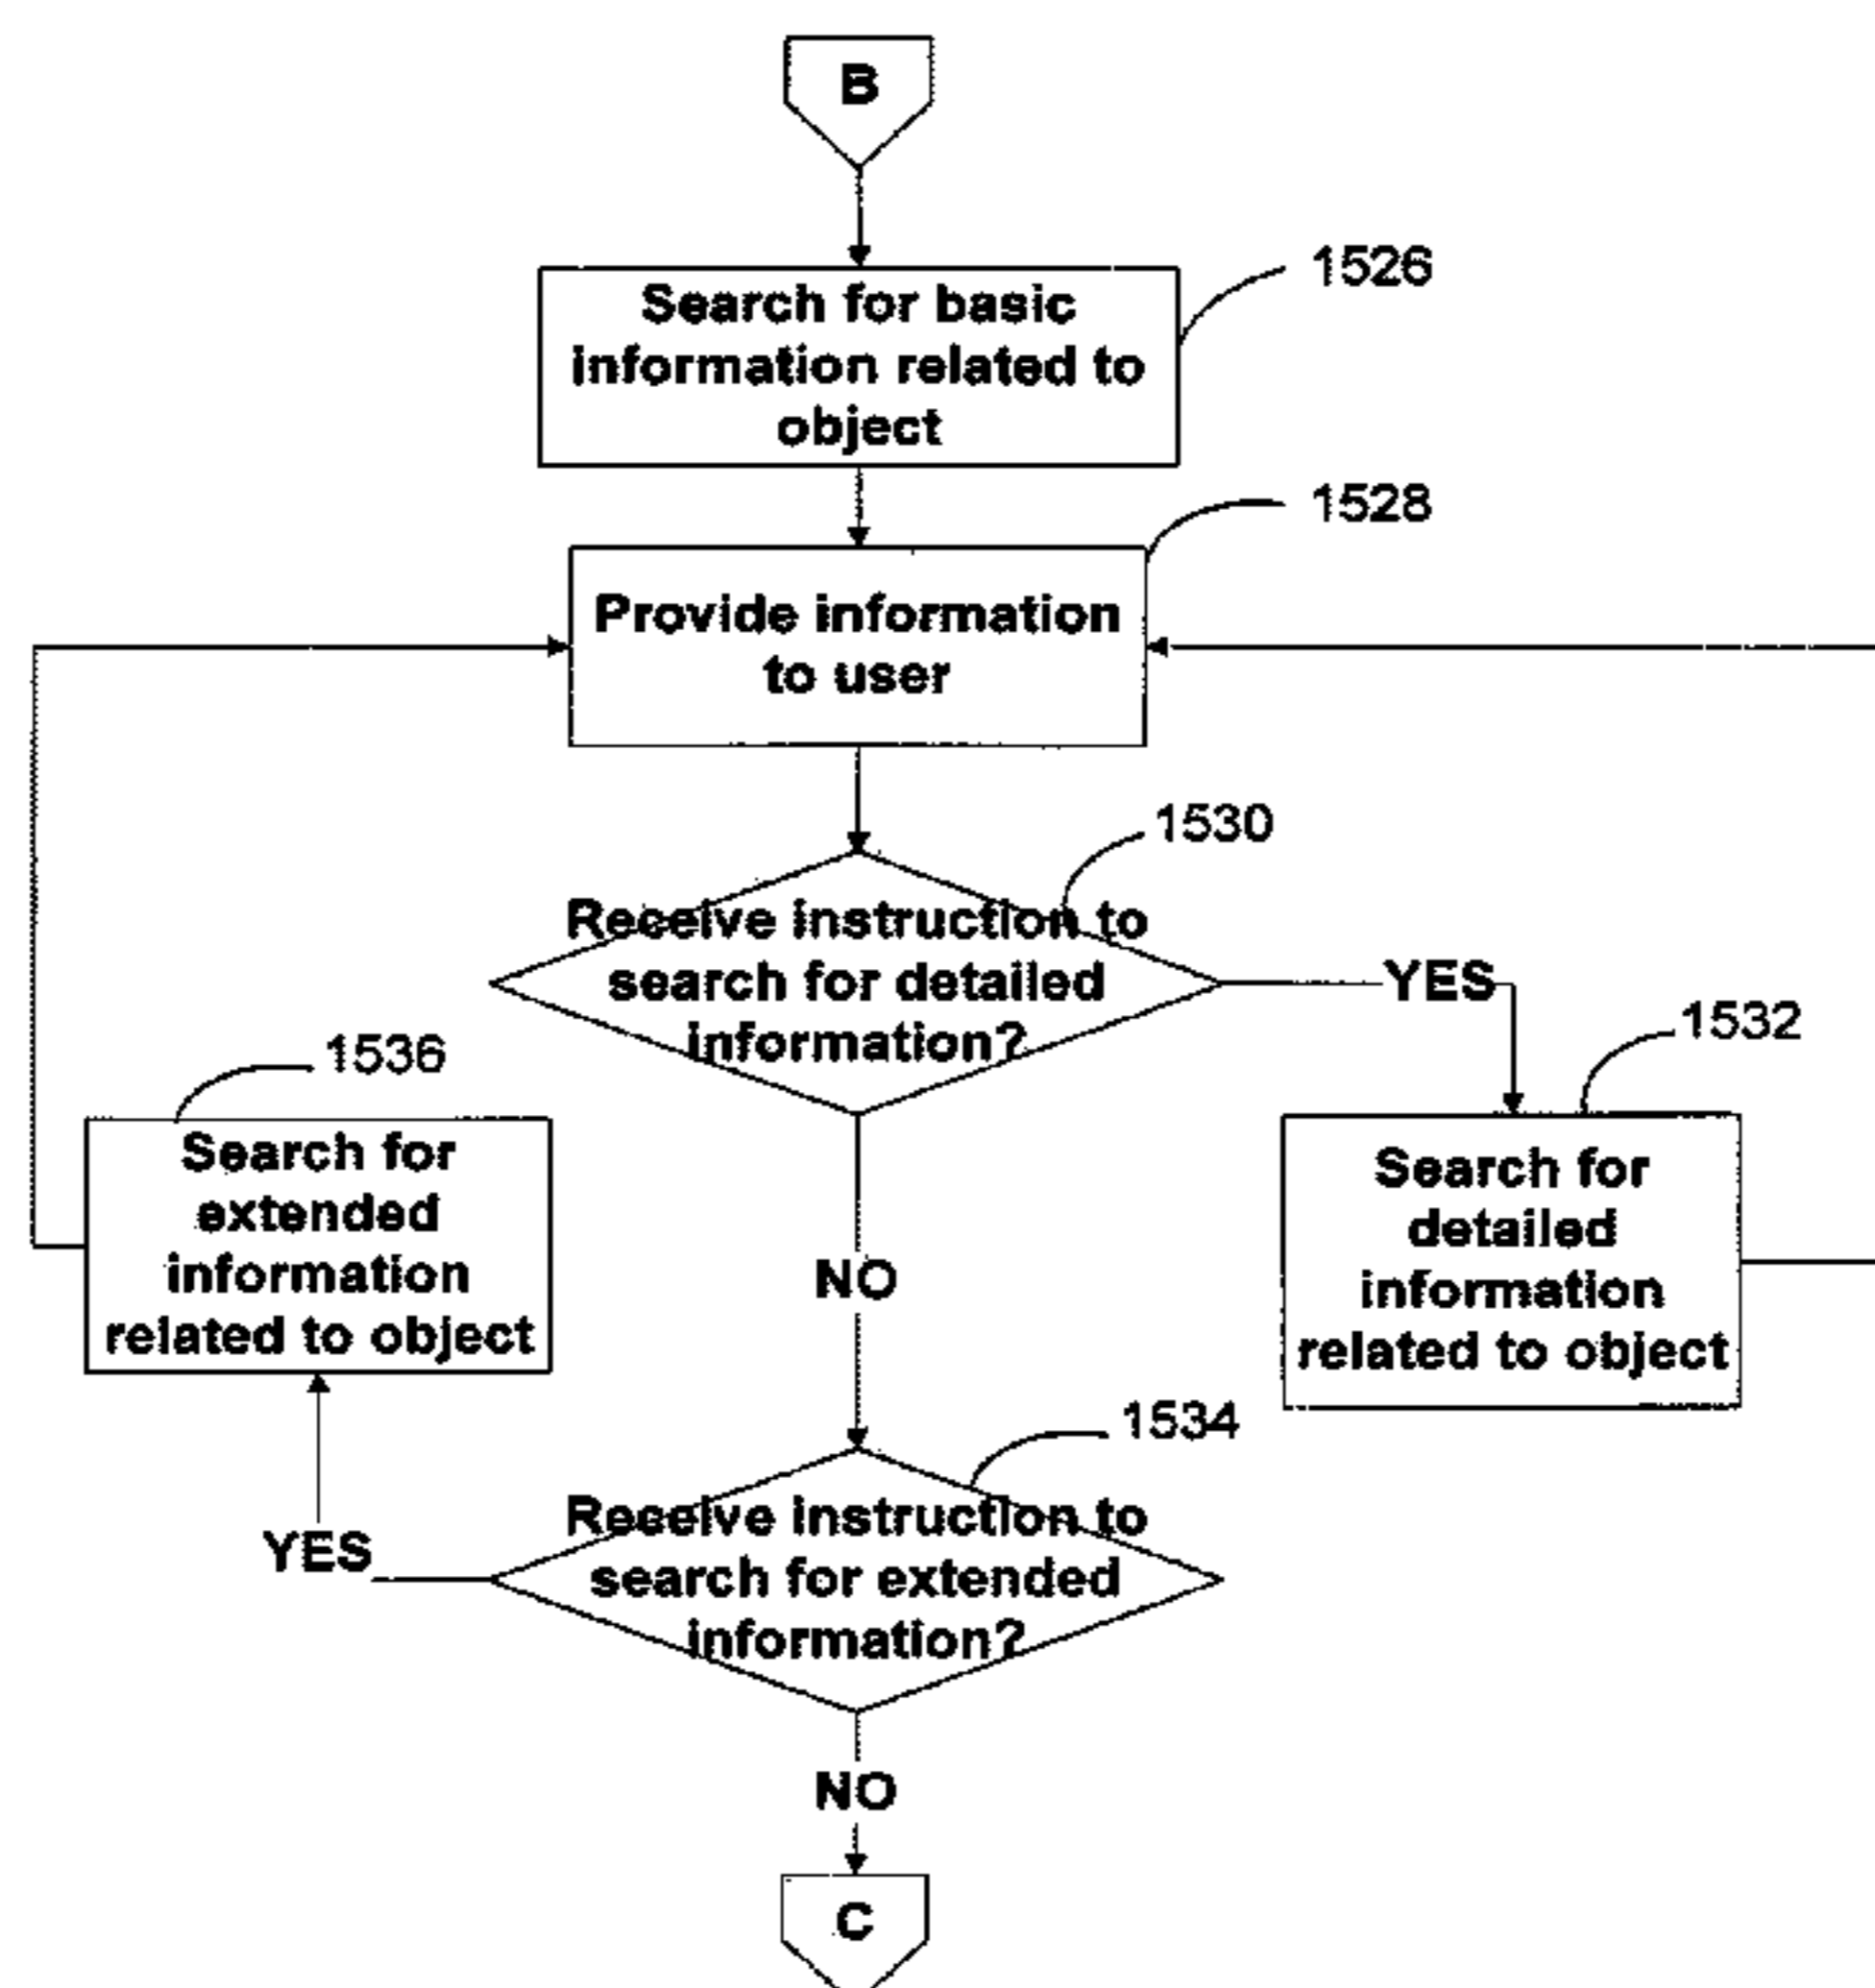 B
Search for basic
information related to
object
1526
Provide information
to user
1528
Receive instruction to
search for detailed
information?
1530
YES
Search for
detailed
information
related to object
1532
NO
Receive instruction to
search for extended
information?
1534
YES
Search for
extended
information
related to object
1536
NO
C